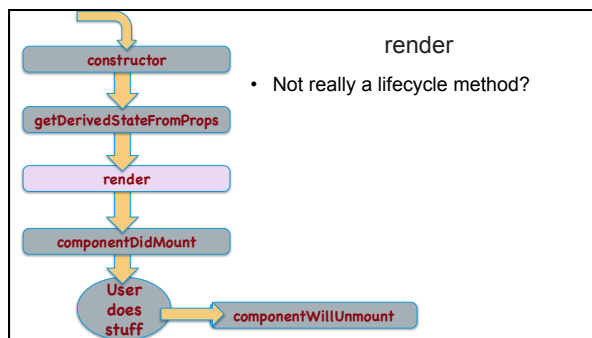 constructor
getDerivedStateFromProps
render
componentDidMount
User
does
stuff
componentWillUnmount
render
• Not really a lifecycle method?